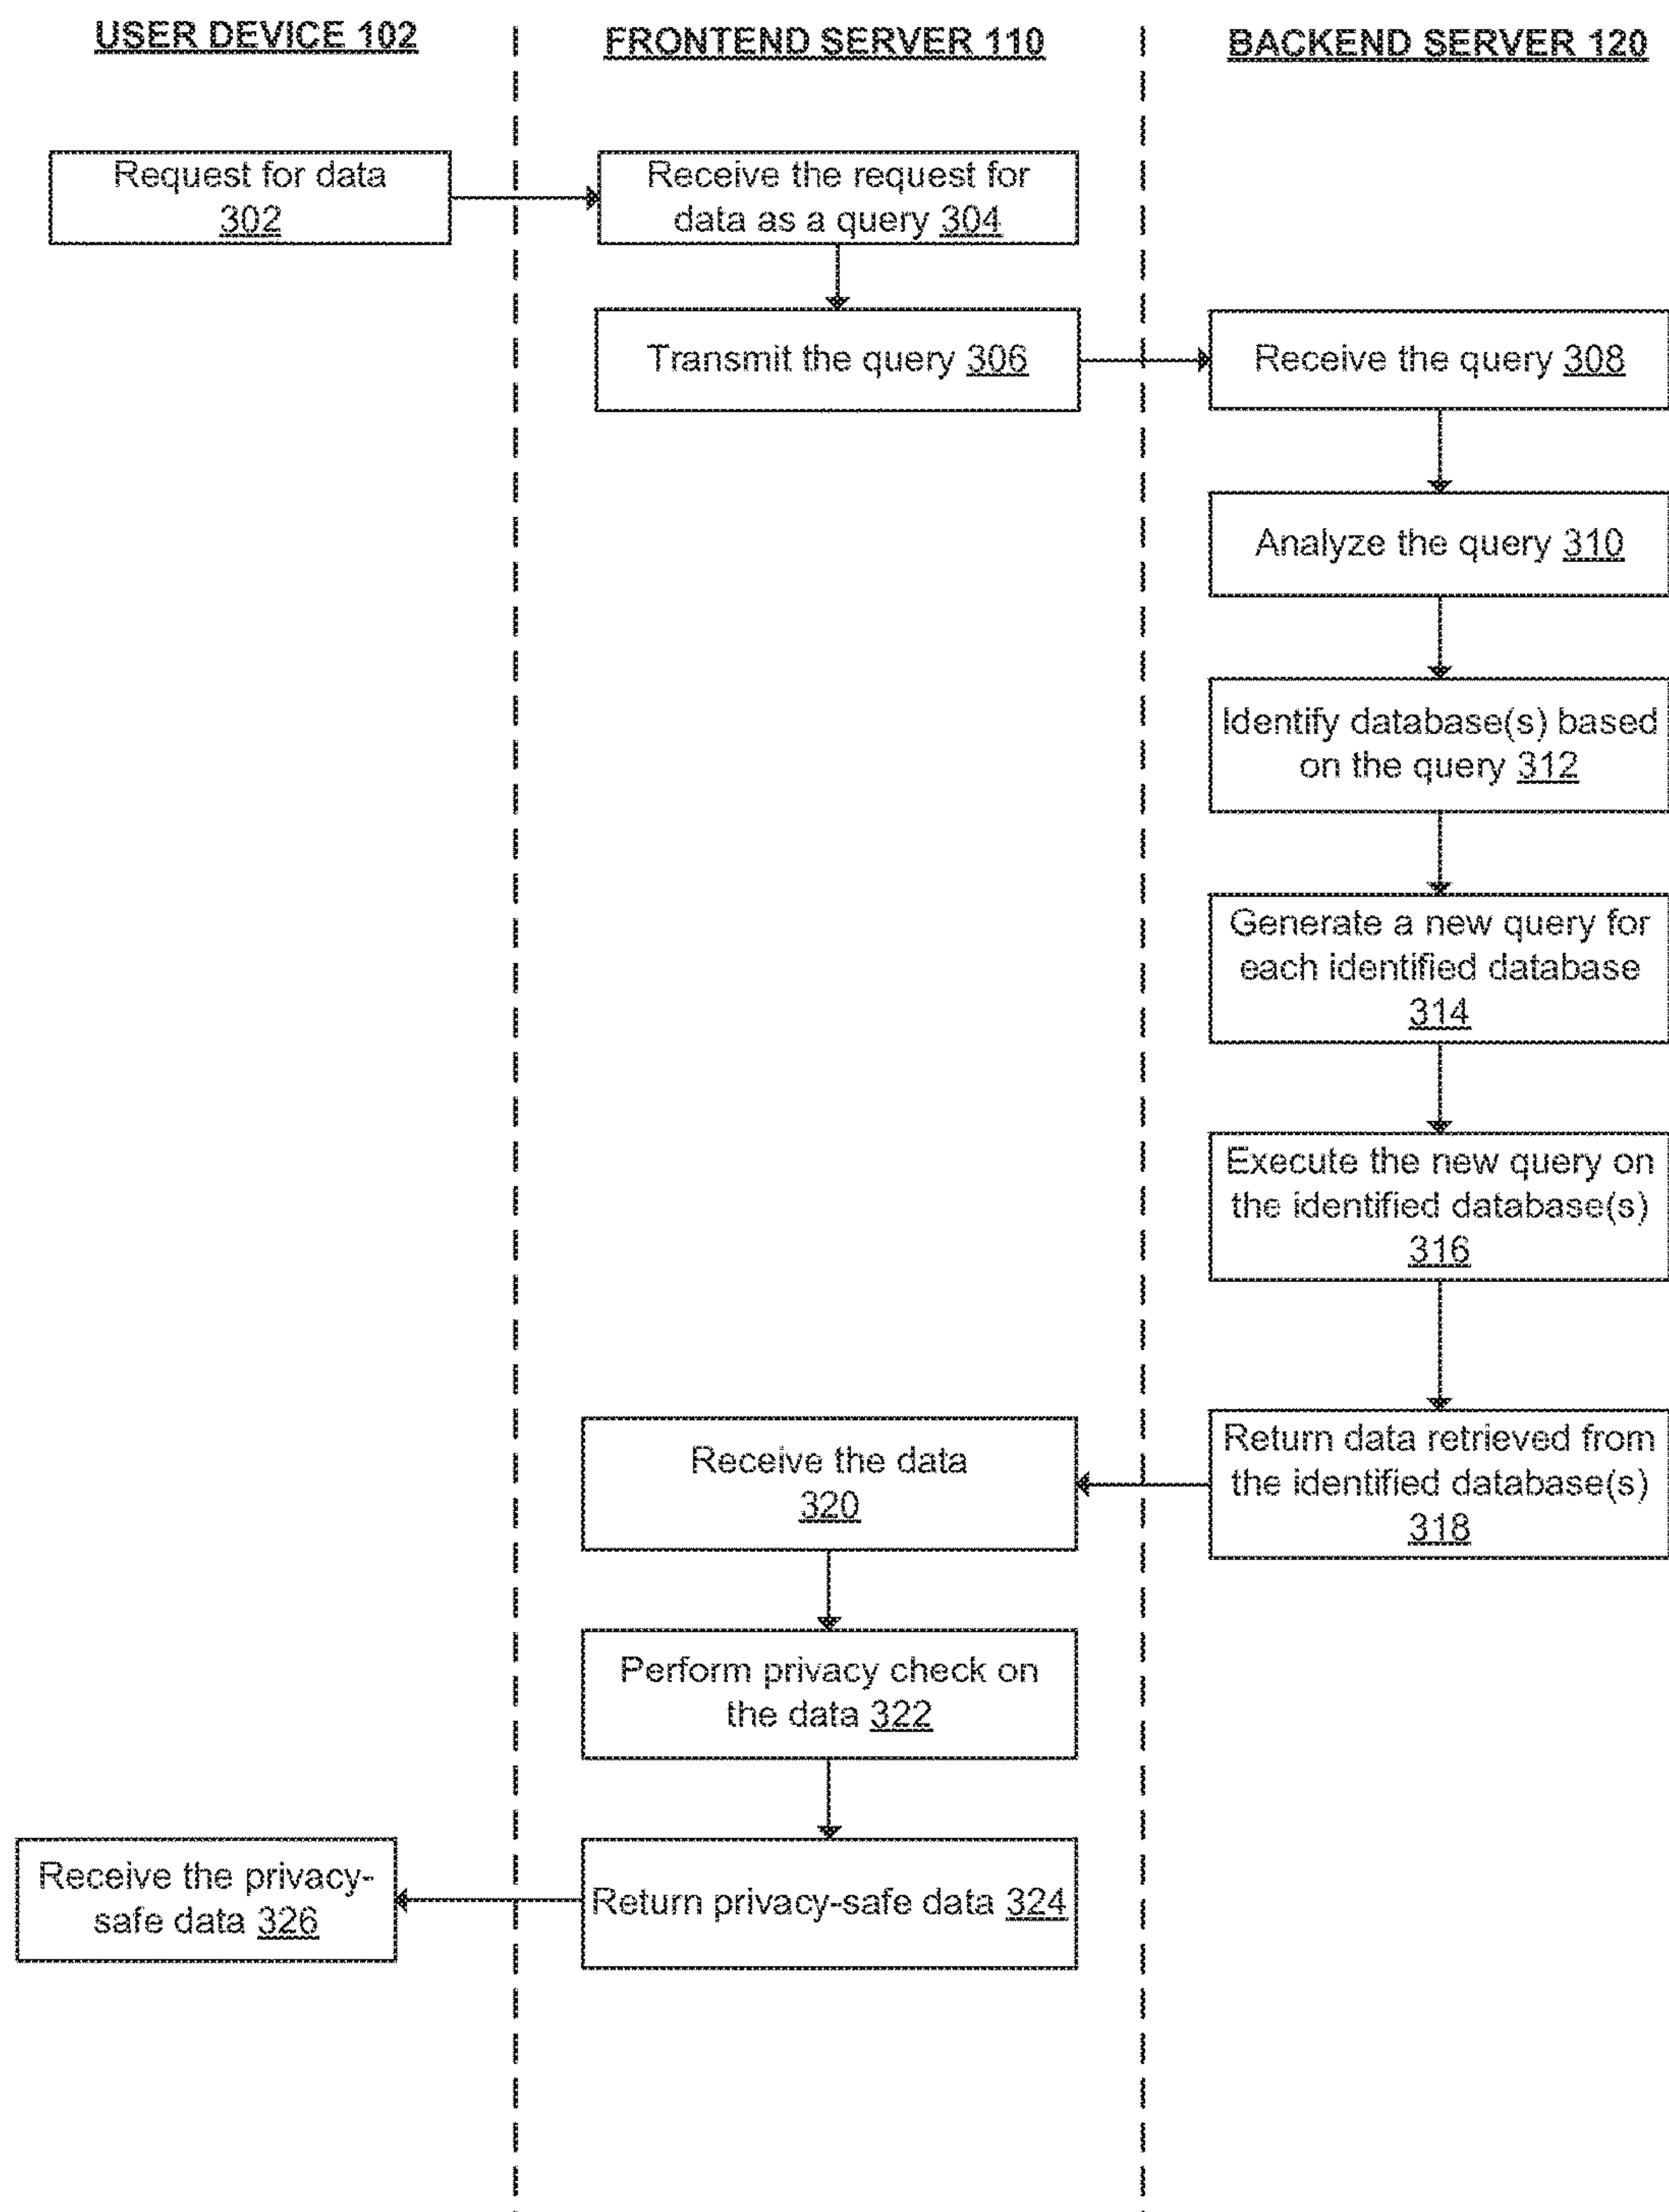 USER DEVICE 102
FRONTEND SERVER 110
BACKEND SERVER 120
Request for data
302
Receive the request for
data as a query 304
Transmit the query 306
Receive the query 308
Analyze the query 310
Identify database(s) based
on the query 312
Generate a new query for
each identified database
314
Execute the new query on
the identified database(s)
316
Return data retrieved from
the identified database(s)
318
Receive the data
320
Perform privacy check on
the data 322
Return privacy-safe data 324
Receive the privacy-
safe data 326